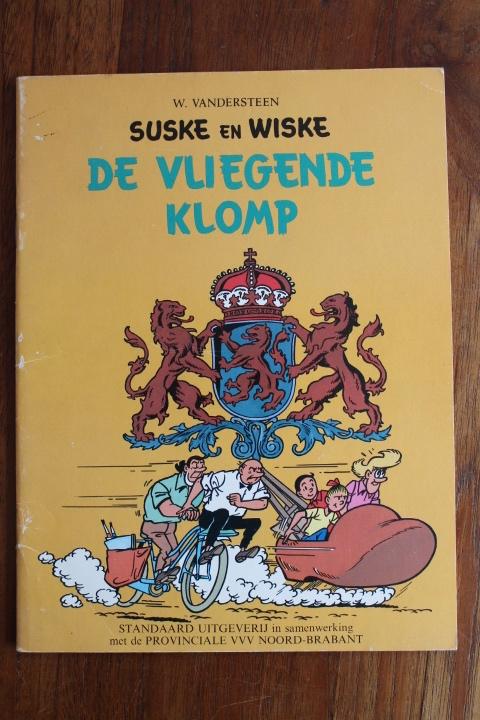 W. VANDERSTEEN
SUSKE EN WISKE
DE VLIEGENDE
KLOMP
STANDAARD UITGEVERIJ in samenwerking
met de PROVINCIALE VVV NOORD-BRABANT